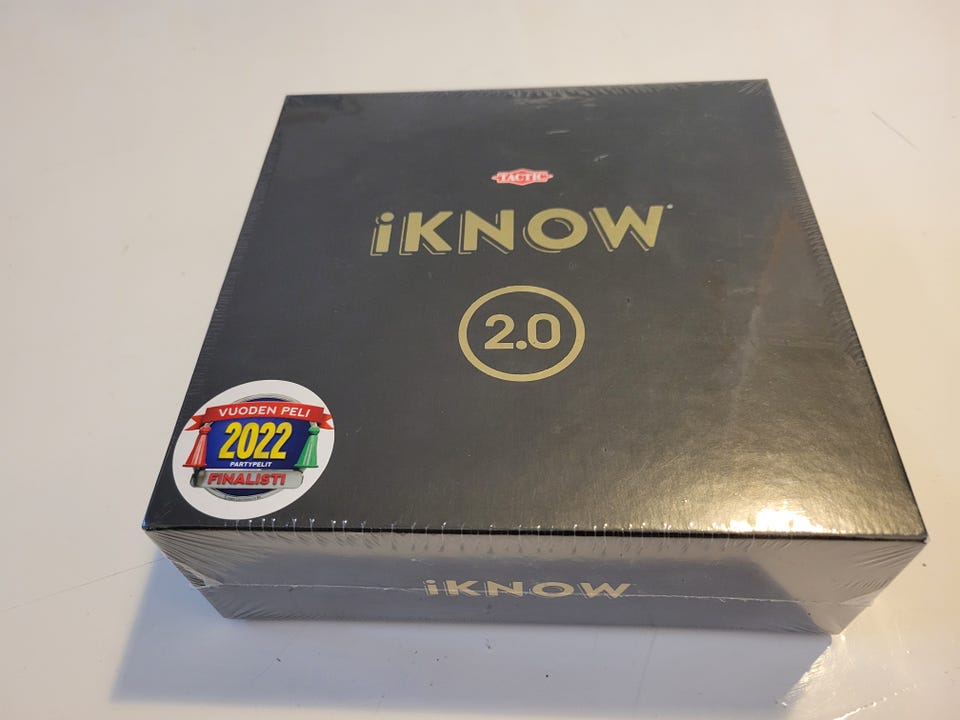 TACTIC
iKNOW
2.0
VUODEN PELI
2022
PARTYPELIT
FINALISTI
iKNOW